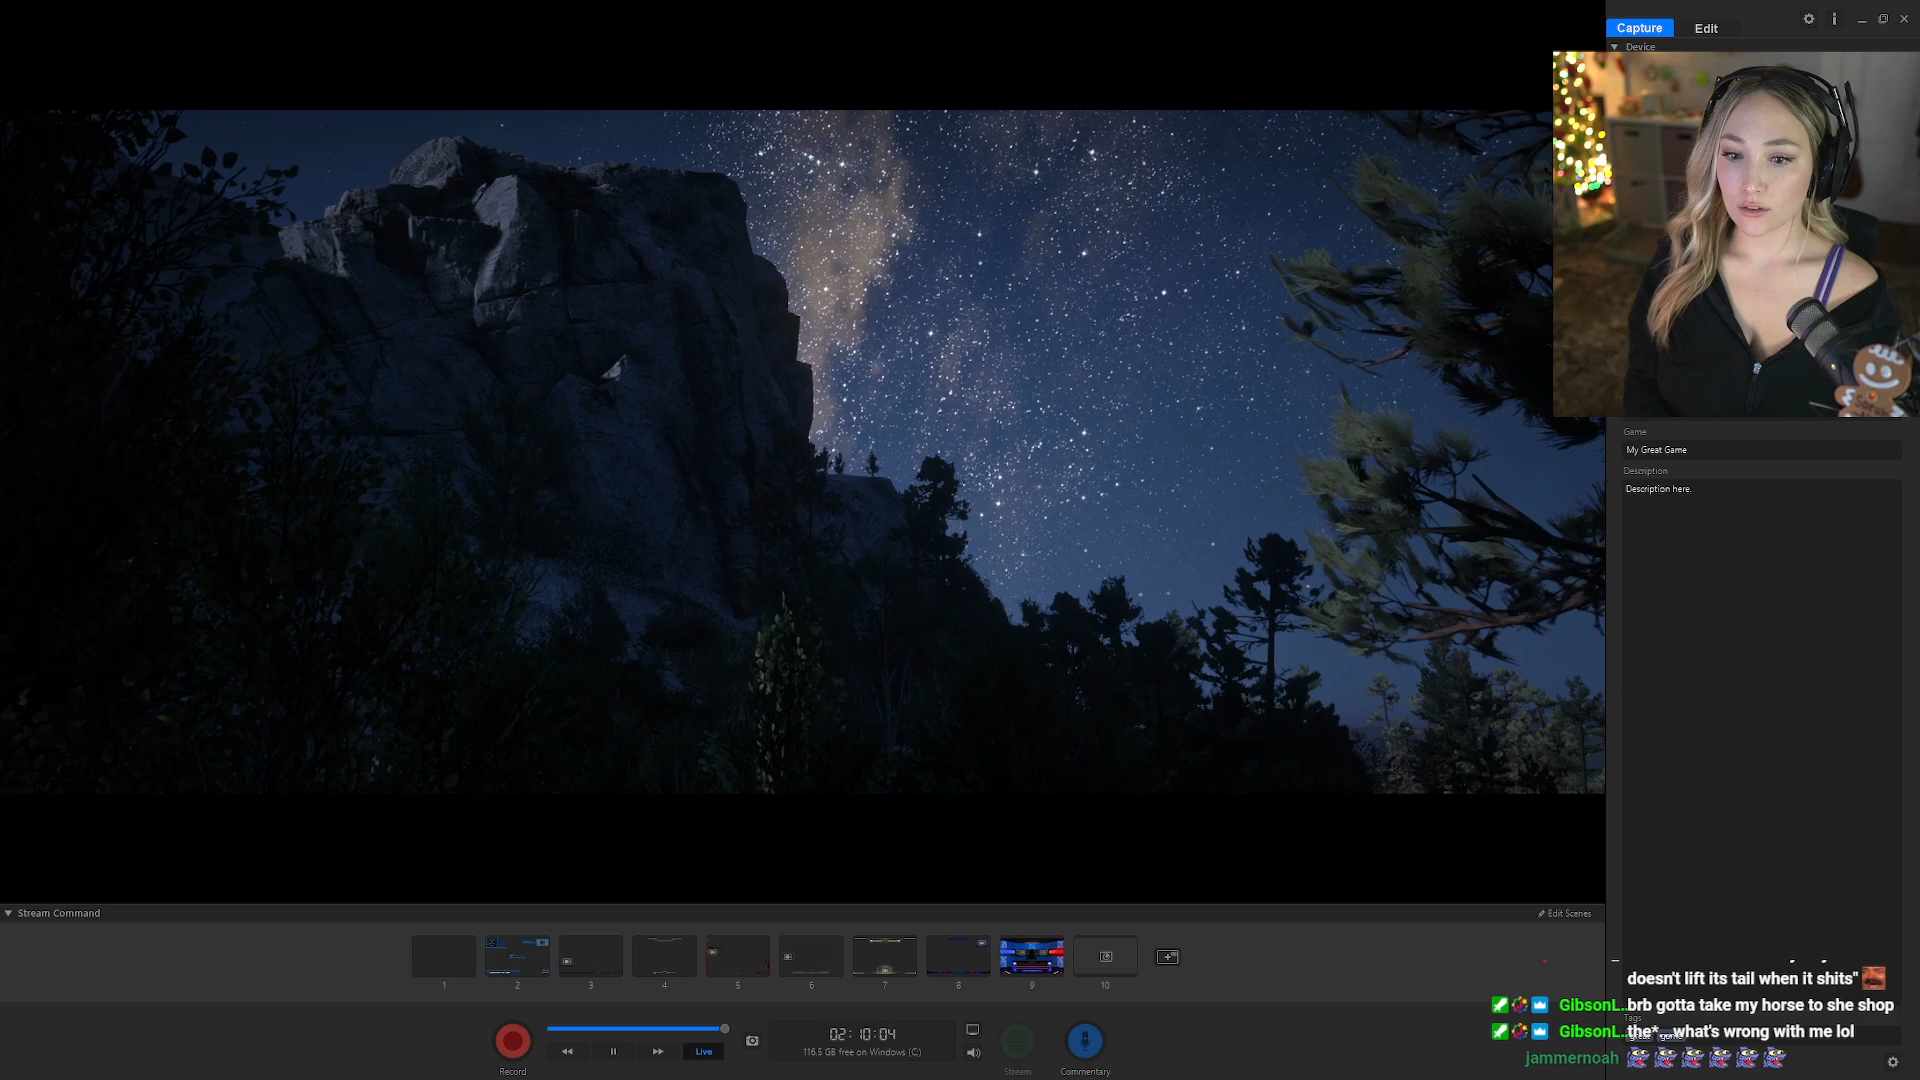 Capture
Edit
Device
Game
My Great Game
Description
Description here.
Stream Command
Edit Scenes
1
2
3
4
5
6
7
8
9
10
doesn't lift its tail when it shits"
GibsonL... brb gotta take my horse to she shop
Tags
GibsonL... the* ... what's wrong with me lol
great game
jammernoah
Live
02:10:04
116.5 GB free on Windows (C)
Record
Stream
Commentary